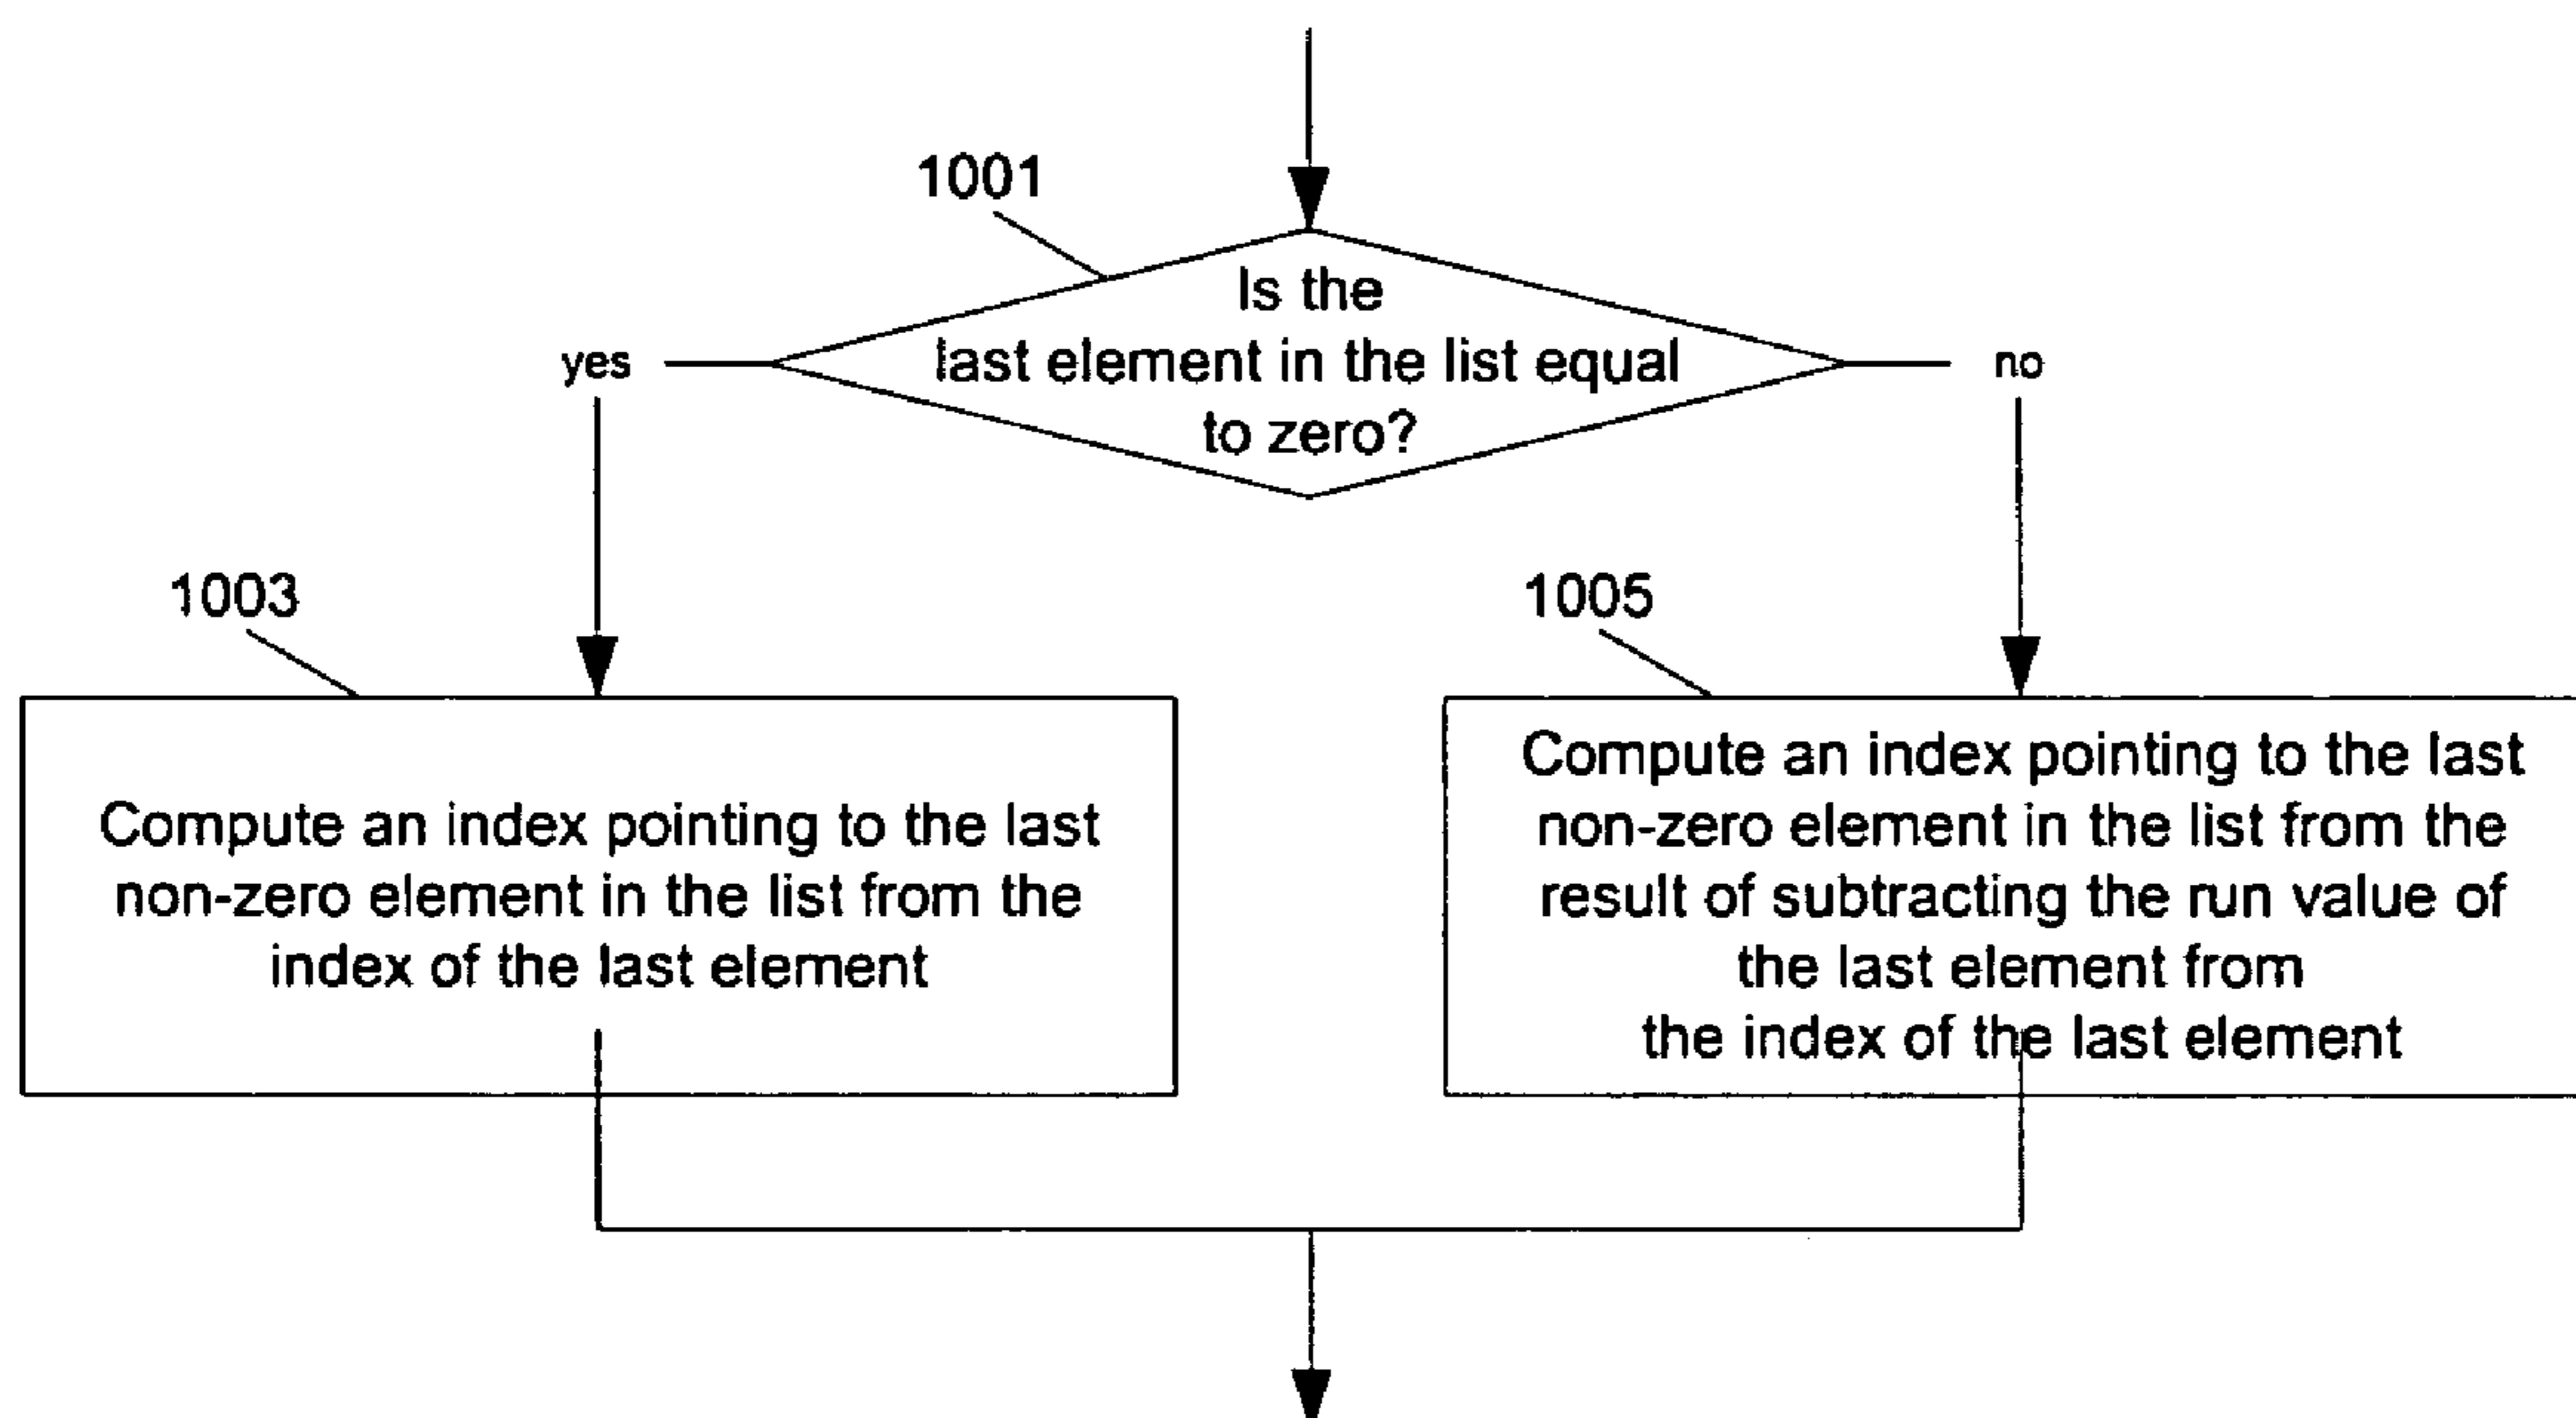 1001
Is the
last element in the list equal
to zero?
yes
no
1003
Compute an index pointing to the last
non-zero element in the list from the
index of the last element
1005
Compute an index pointing to the last
non-zero element in the list from the
result of subtracting the run value of
the last element from
the index of the last element